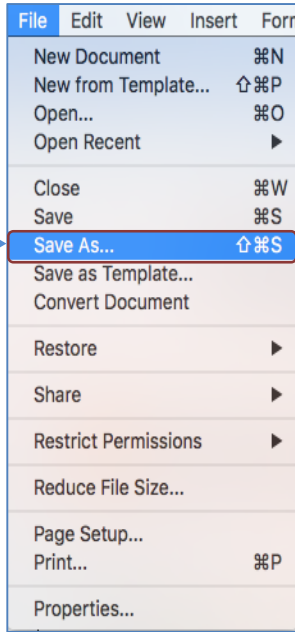 File Edit View Insert Forr
New Document ⌘N
New from Template... ⇧⌘P
Open... ⌘O
Open Recent ▶
Close ⌘W
Save ⌘S
Save As... ⇧⌘S
Save as Template...
Convert Document
Restore ▶
Share ▶
Restrict Permissions ▶
Reduce File Size...
Page Setup...
Print... ⌘P
Properties...